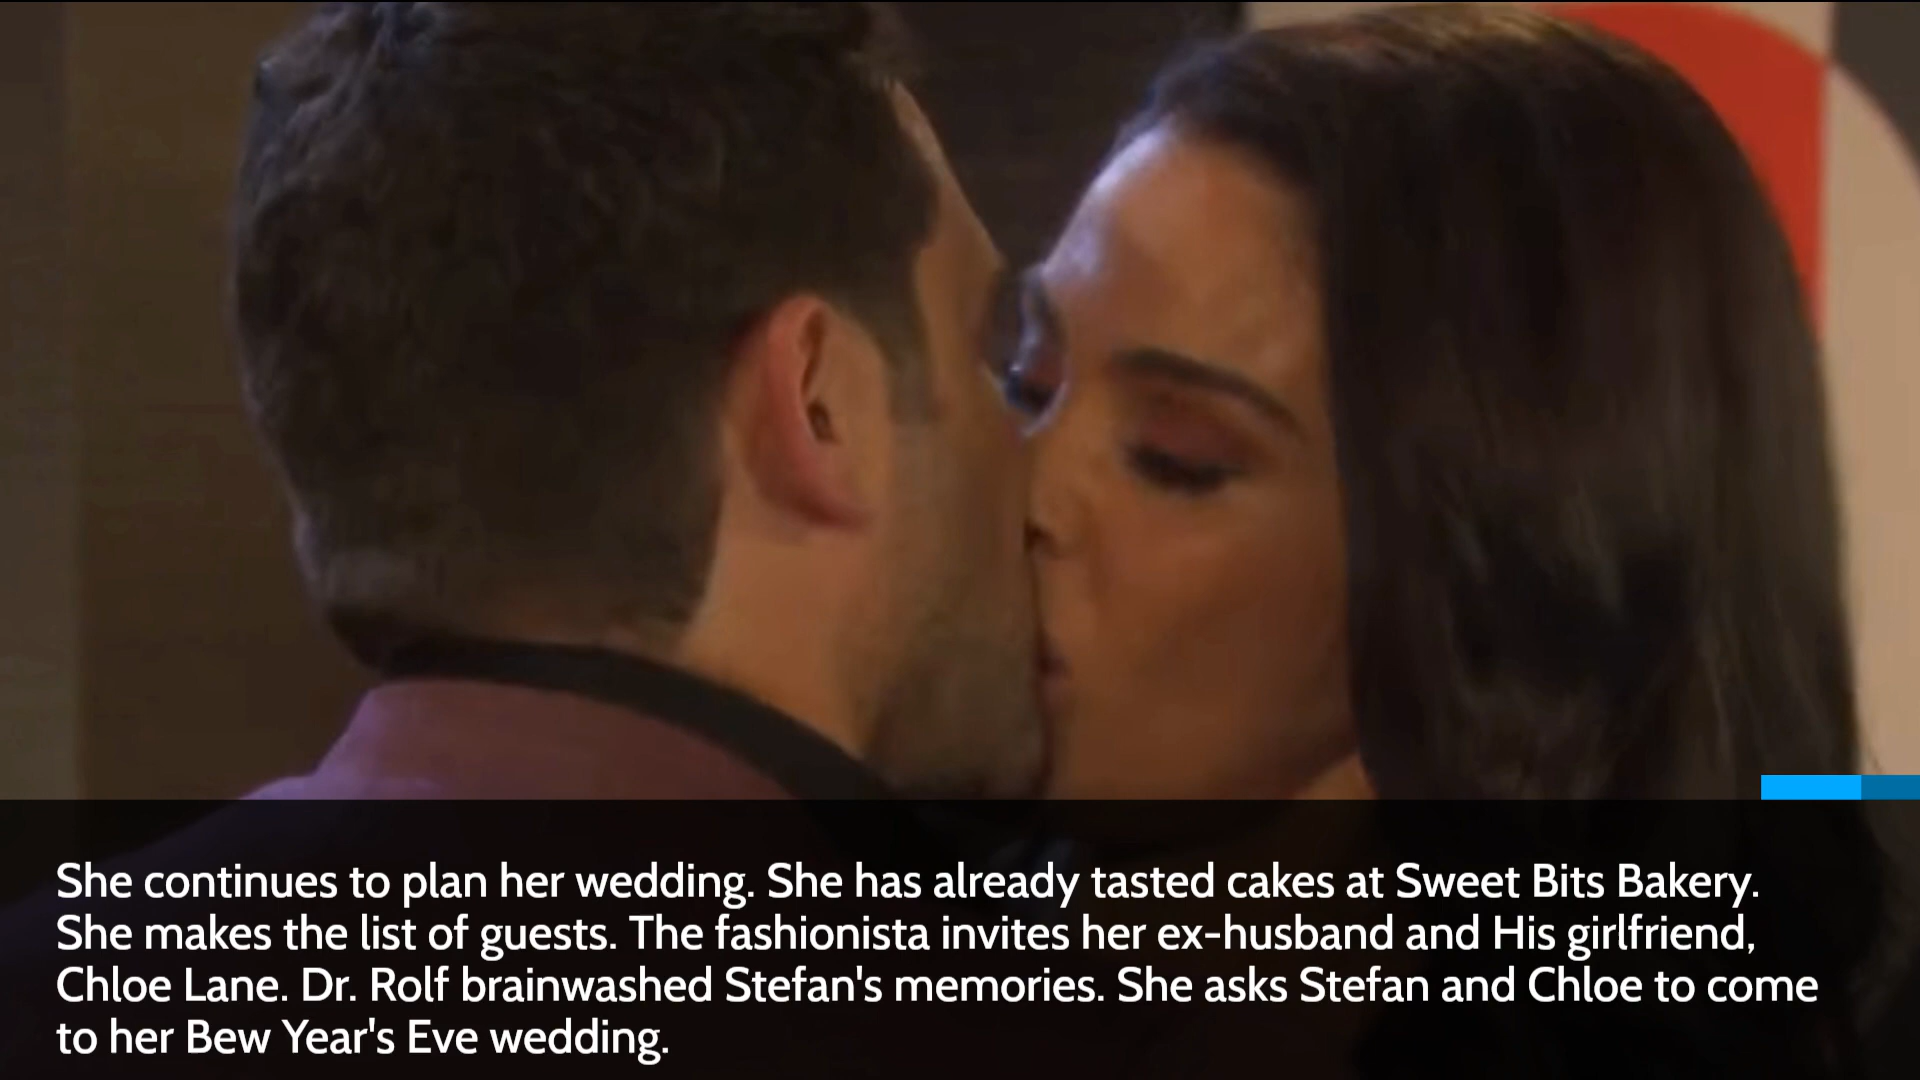 She continues to plan her wedding. She has already tasted cakes at Sweet Bits Bakery.
She makes the list of guests. The fashionista invites her ex-husband and His girlfriend,
Chloe Lane. Dr. Rolf brainwashed Stefan's memories. She asks Stefan and Chloe to come
to her Bew Year's Eve wedding.